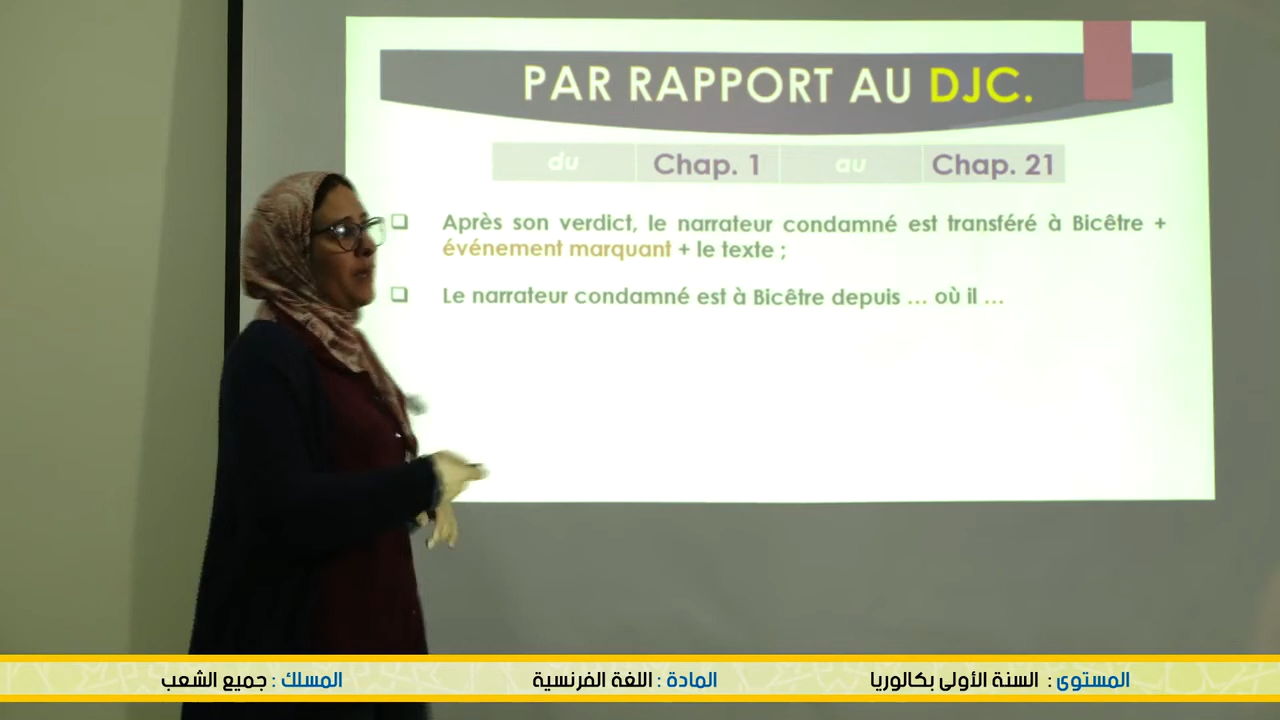 PAR RAPPORT AU DJC.
du Chap. 1 au Chap. 21
❑ Après son verdict, le narrateur condamné est transféré à Bicêtre +
événement marquant + le texte ;
❑ Le narrateur condamné est à Bicêtre depuis ... où il ...
المستوى : السنة الأولى بكالوريا المادة : اللغة الفرنسية المسلك : جميع الشعب